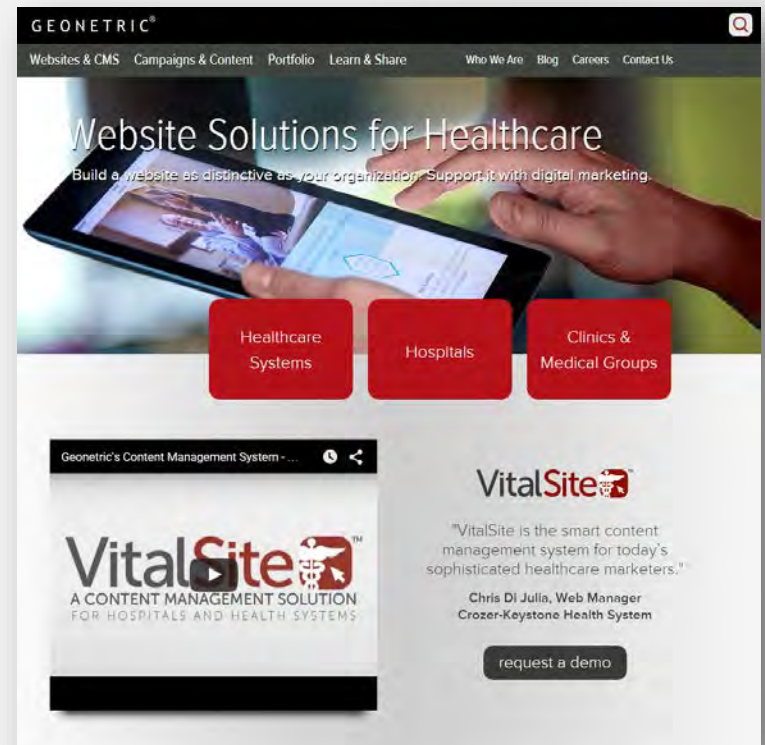 GEONETRIC®
Websites & CMS Campaigns & Content Portfolio Learn & Share Who We Are Blog Careers Contact Us
Website Solutions for Healthcare
Build a website as distinctive as your organization. Support it with digital marketing.
Healthcare
Systems
Hospitals
Clinics &
Medical Groups
Geonetric's Content Management System - ...
VitalSite™
A CONTENT MANAGEMENT SOLUTION
FOR HOSPITALS AND HEALTH SYSTEMS
VitalSite
"VitalSite is the smart content
management system for today's
sophisticated healthcare marketers."
Chris Di Julia, Web Manager
Crozer-Keystone Health System
request a demo